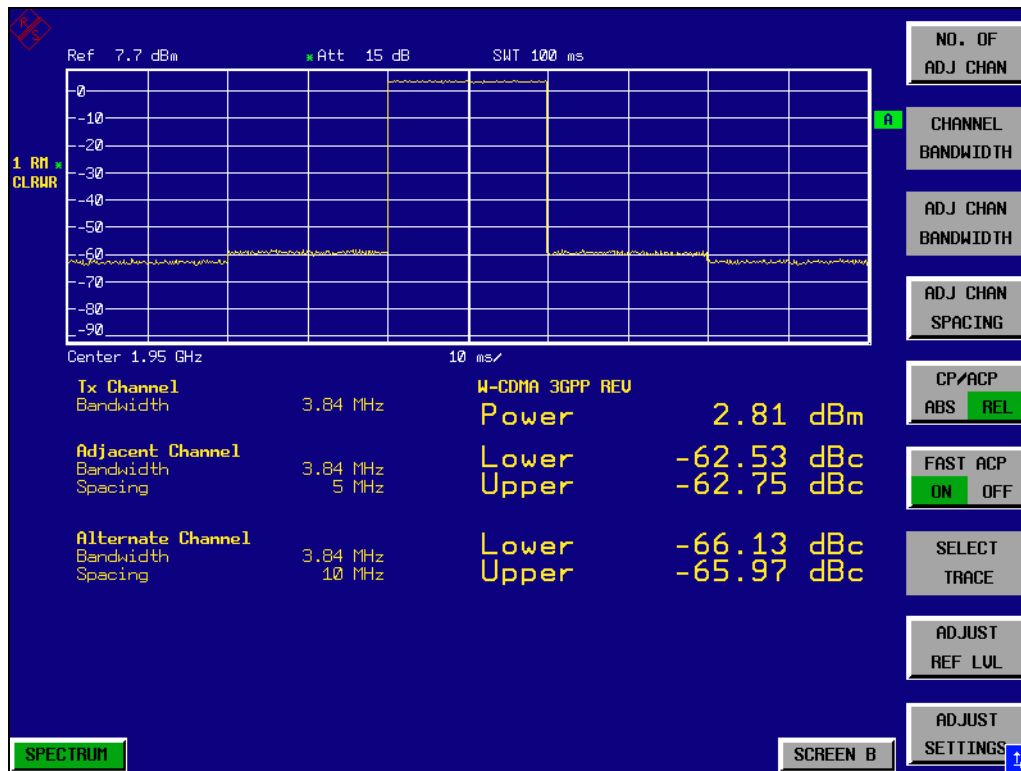 R/S
Ref 7.7 dBm *Att 15 dB SWT 100 ms
0
-10
-20
-30
-40
-50
-60
-70
-80
-90
1 RM *
CLRWR
A
Center 1.95 GHz 10 ms/
Tx Channel W-CDMA 3GPP REV
Bandwidth 3.84 MHz Power 2.81 dBm
Adjacent Channel Lower -62.53 dBc
Bandwidth 3.84 MHz
Spacing 5 MHz Upper -62.75 dBc
Alternate Channel Lower -66.13 dBc
Bandwidth 3.84 MHz
Spacing 10 MHz Upper -65.97 dBc
SPECTRUM
SCREEN B
NO. OF
ADJ CHAN
CHANNEL
BANDWIDTH
ADJ CHAN
BANDWIDTH
ADJ CHAN
SPACING
CP/ACP
ABS REL
FAST ACP
ON OFF
SELECT
TRACE
ADJUST
REF LVL
ADJUST
SETTINGS